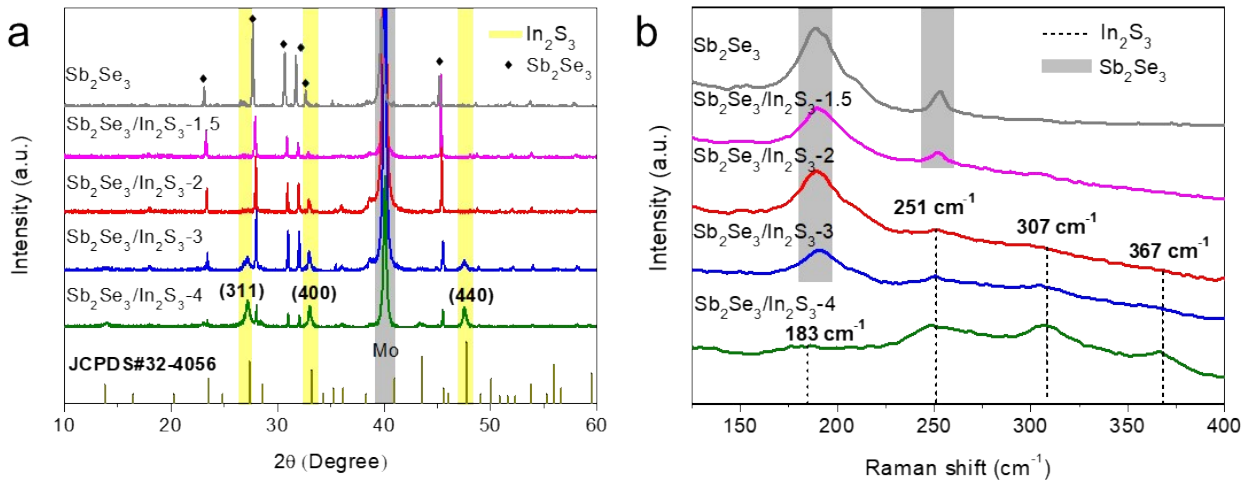 a
In₂S₃
Sb₂Se₃
Sb₂Se₃
Sb₂Se₃/In₂S₃-1.5
Sb₂Se₃/In₂S₃-2
Sb₂Se₃/In₂S₃-3
Sb₂Se₃/In₂S₃-4
(311)
(400)
(440)
Mo
JCPDS#32-4056
10
20
30
40
50
60
2θ (Degree)
Intensity (a.u.)
b
In₂S₃
Sb₂Se₃
Sb₂Se₃
Sb₂Se₃/In₂S₃-1.5
Sb₂Se₃/In₂S₃-2
Sb₂Se₃/In₂S₃-3
Sb₂Se₃/In₂S₃-4
251 cm⁻¹
307 cm⁻¹
367 cm⁻¹
183 cm⁻¹
150
200
250
300
350
400
Raman shift (cm⁻¹)
Intensity (a.u.)